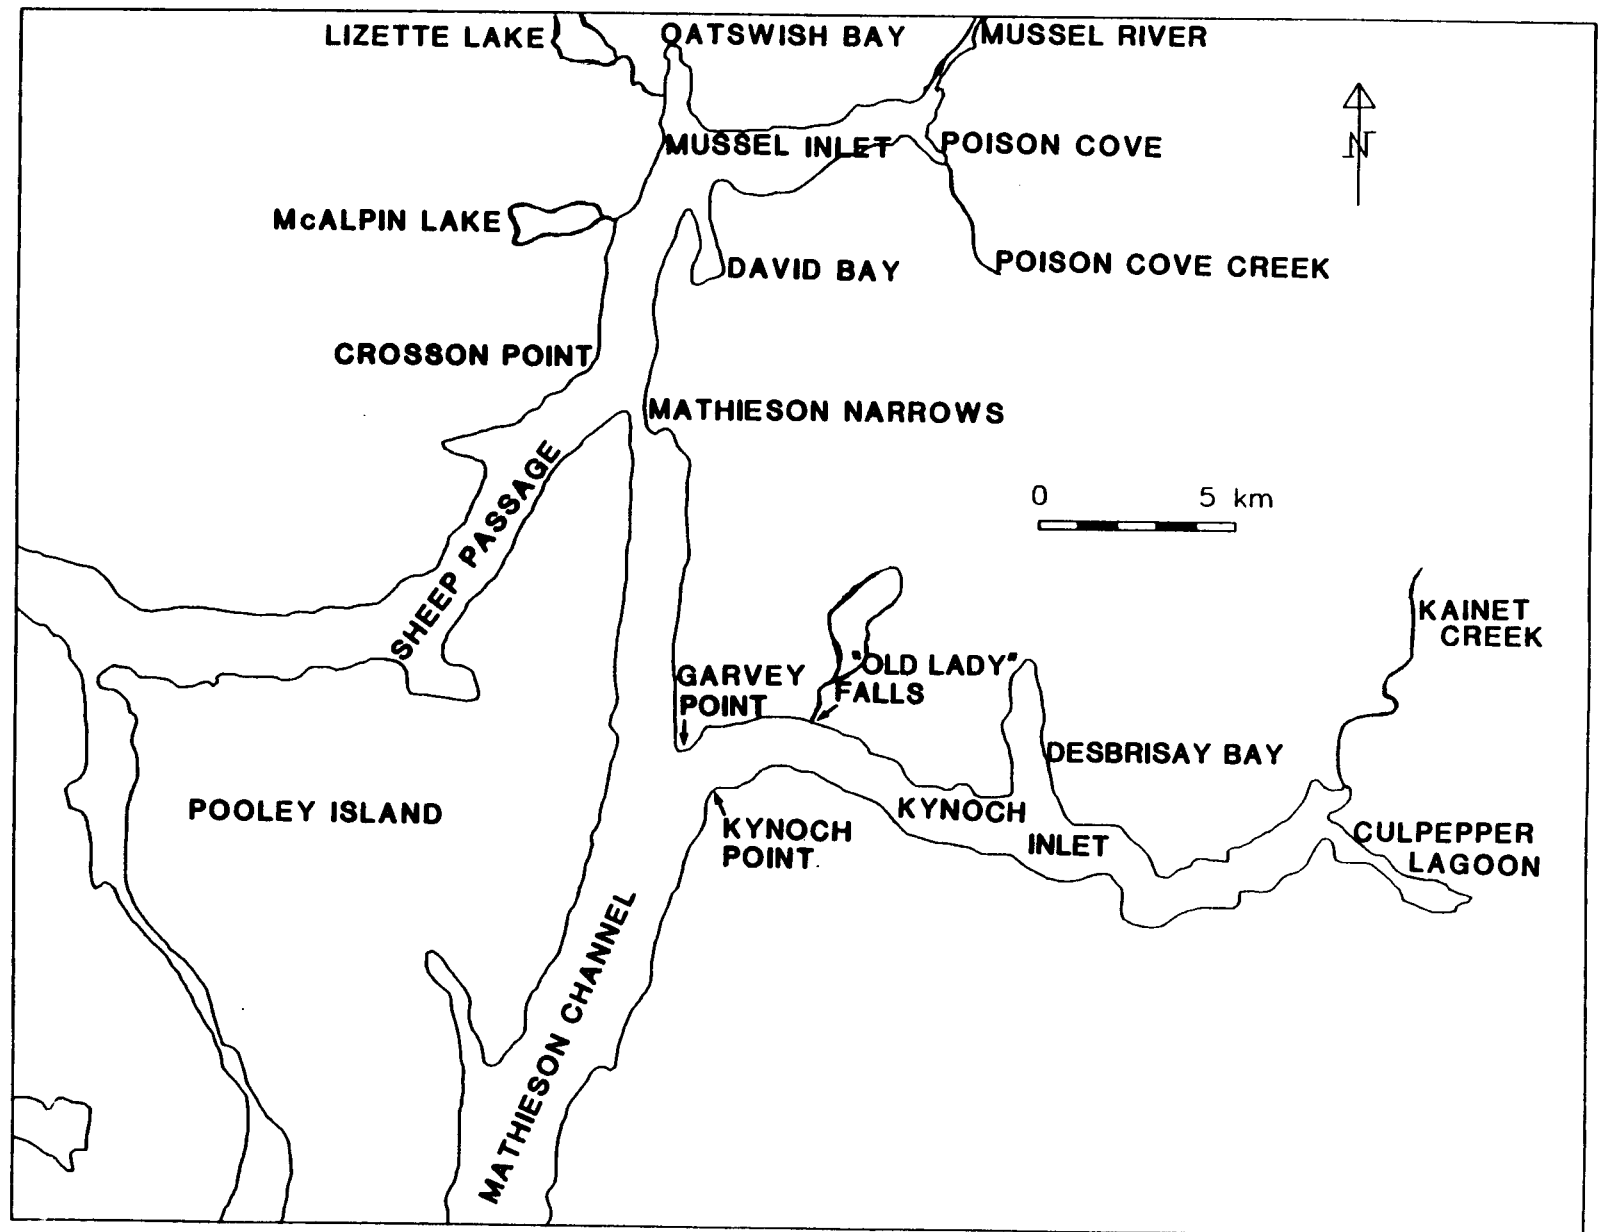 LIZETTE LAKE
OATSWISH BAY
MUSSEL RIVER
MUSSEL INLET
POISON COVE
N
McALPIN LAKE
DAVID BAY
POISON COVE CREEK
CROSSON POINT
MATHIESON NARROWS
SHEEP PASSAGE
0 5 km
KAINET
CREEK
"OLD LADY"
FALLS
GARVEY
POINT
DESBRISAY BAY
POOLEY ISLAND
KYNOCH
INLET
KYNOCH
POINT
CULPEPPER
LAGOON
MATHIESON CHANNEL